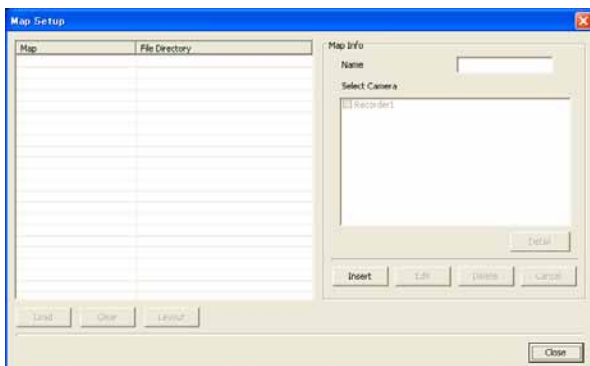 Map Setup
Map File Directory
Map Info
Name
Select Camera
Recorder1
Detail
Insert Edit Delete Cancel
Load Clear Layout
Close